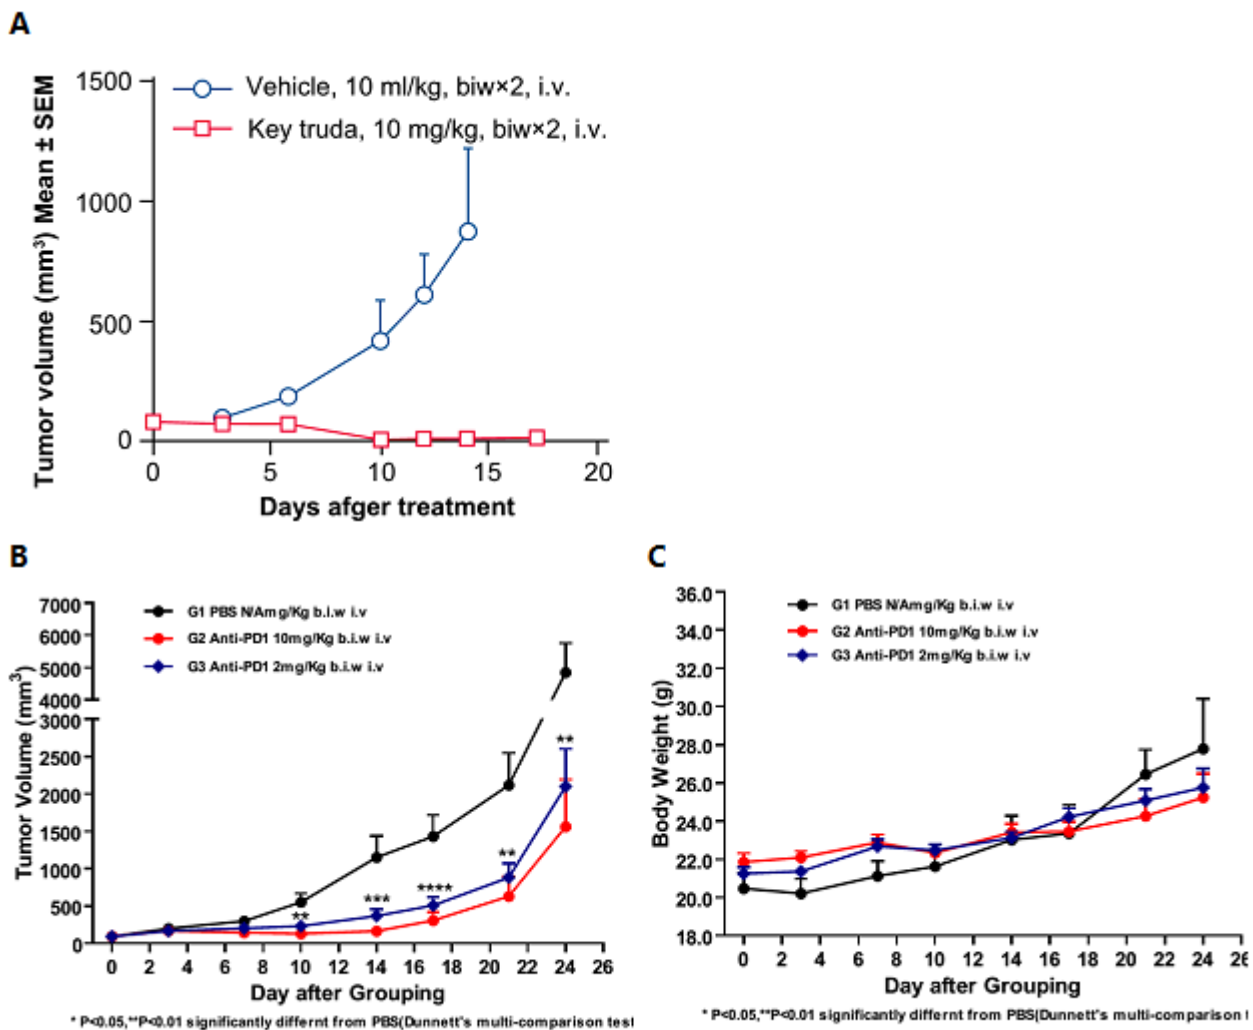 A
1500
1000
500
0
Tumor volume (mm³) Mean ± SEM
Vehicle, 10 ml/kg, biw×2, i.v.
Key truda, 10 mg/kg, biw×2, i.v.
0 5 10 15 20
Days afger treatment
B
7000
6000
5000
4000
3000
2500
2000
1500
1000
500
0
Tumor Volume (mm³)
G1 PBS N/Amg/Kg b.i.w i.v
G2 Anti-PD1 10mg/Kg b.i.w i.v
G3 Anti-PD1 2mg/Kg b.i.w i.v
**
***
****
**
**
0 2 4 6 8 10 12 14 16 18 20 22 24 26
Day after Grouping
* P<0.05,**P<0.01 significantly differnt from PBS(Dunnett's multi-comparison test
C
36.0
34.0
32.0
30.0
28.0
26.0
24.0
22.0
20.0
18.0
Body Weight (g)
G1 PBS N/Amg/Kg b.i.w i.v
G2 Anti-PD1 10mg/Kg b.i.w i.v
G3 Anti-PD1 2mg/Kg b.i.w i.v
0 2 4 6 8 10 12 14 16 18 20 22 24 26
Day after Grouping
* P<0.05,**P<0.01 significantly differnt from PBS(Dunnett's multi-comparison